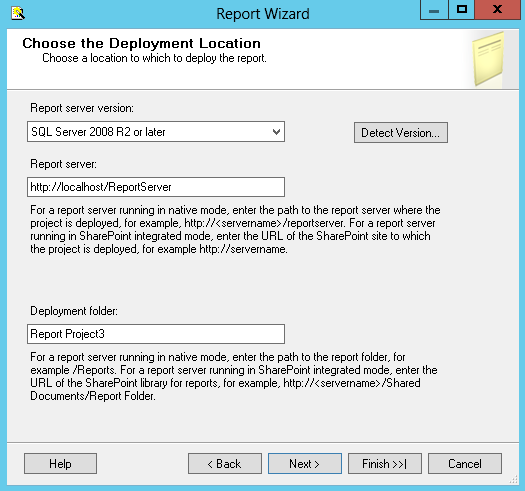 Report Wizard
Choose the Deployment Location
Choose a location to which to deploy the report.
Report server version:
SQL Server 2008 R2 or later
Detect Version...
Report server:
http://localhost/ReportServer
For a report server running in native mode, enter the path to the report server where the
project is deployed, for example, http://<servername>/reportserver. For a report server
running in SharePoint integrated mode, enter the URL of the SharePoint site to which
the project is deployed, for example http://servername.
Deployment folder:
Report Project3
For a report server running in native mode, enter the path to the report folder, for
example /Reports. For a report server running in SharePoint integrated mode, enter the
URL of the SharePoint library for reports, for example, http://<servername>/Shared
Documents/Report Folder.
Help
< Back
Next >
Finish >>|
Cancel